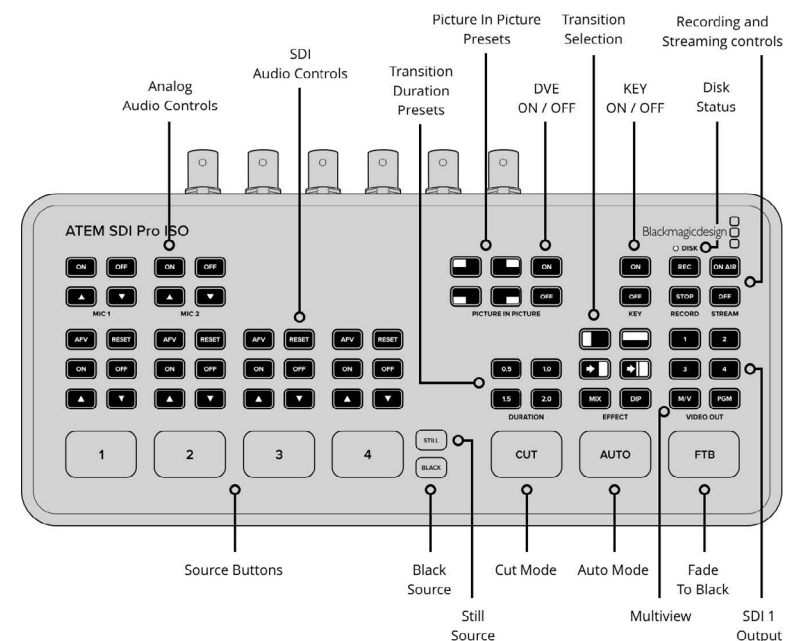 Picture In Picture
Presets
Transition
Selection
Recording and
Streaming controls
SDI
Audio Controls
Transition
Duration
Presets
DVE
ON / OFF
KEY
ON / OFF
Disk
Status
Analog
Audio Controls
ATEM SDI Pro ISO
Blackmagicdesign
DISK
ON OFF ON OFF ON ON REC ON AIR
OFF OFF STOP OFF
MIC 1 MIC 2 PICTURE IN PICTURE KEY RECORD STREAM
AFV RESET AFV RESET AFV RESET AFV RESET 1 2
ON OFF ON OFF ON OFF ON OFF 0.5 1.0 3 4
1.5 2.0 MIX DIP M/V PGM
DURATION EFFECT VIDEO OUT
1 2 3 4 STILL CUT AUTO FTB
BLACK
Source Buttons
Black
Source
Cut Mode
Auto Mode
Fade
To Black
Still
Source
Multiview
SDI 1
Output